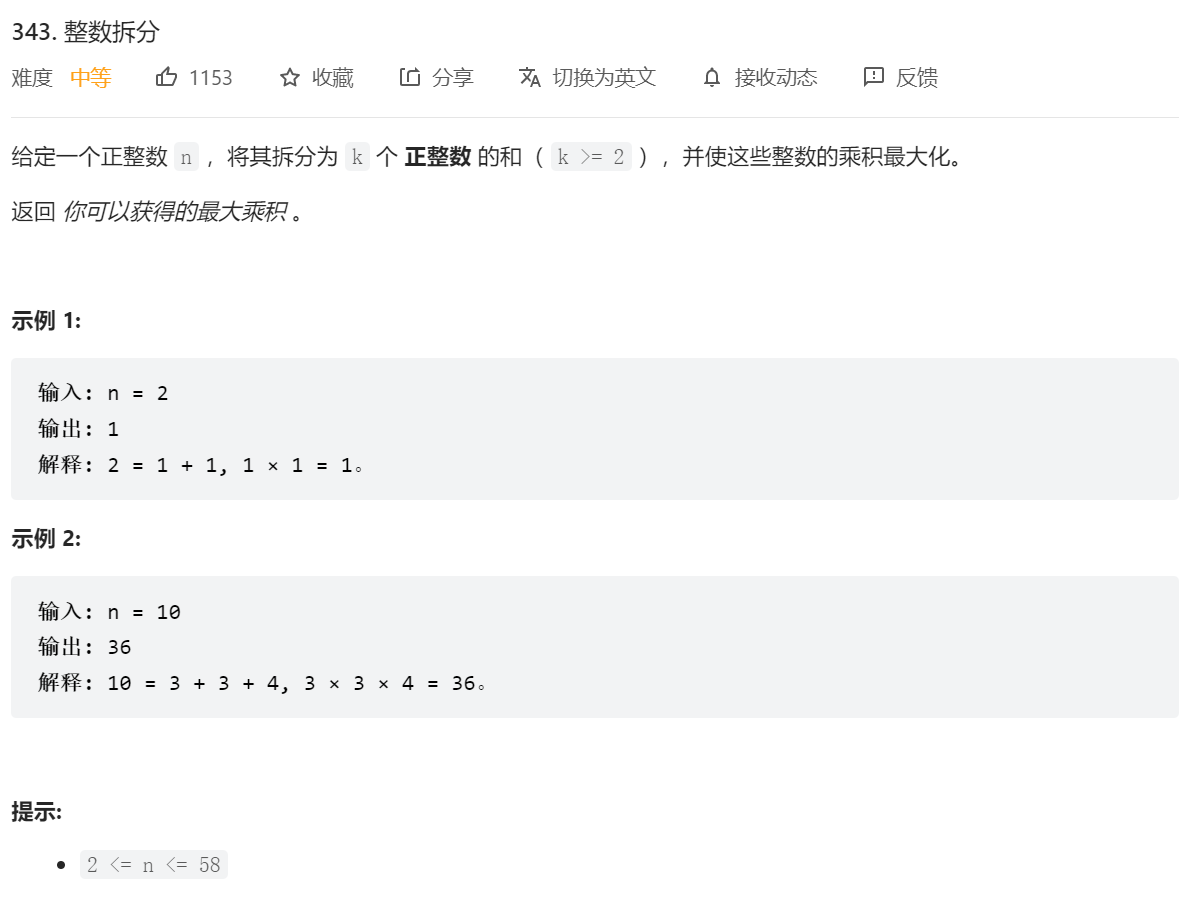 343. 整数拆分
难度 中等 1153 收藏 分享 切换为英文 接收动态 反馈
给定一个正整数 n ，将其拆分为 k 个 正整数 的和（ k >= 2 ），并使这些整数的乘积最大化。
返回 你可以获得的最大乘积 。
示例 1:
输入: n = 2
输出: 1
解释: 2 = 1 + 1, 1 × 1 = 1。
示例 2:
输入: n = 10
输出: 36
解释: 10 = 3 + 3 + 4, 3 × 3 × 4 = 36。
提示:
2 <= n <= 58